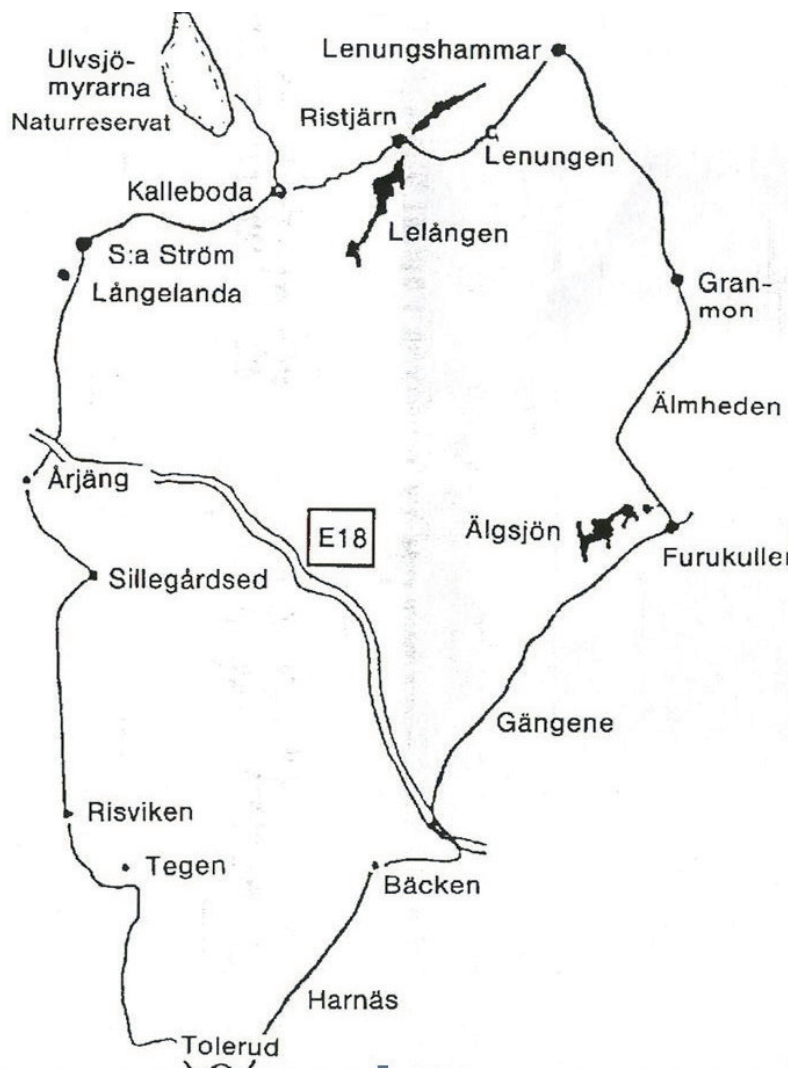 Lenungshammar
Ulvsjö-
myrarna
Naturreservat
Ristjärn
Lenungen
Kalleboda
Lelången
S:a Ström
Långelanda
Gran-
mon
Älmheden
Årjäng
E18
Älgsjön
Furukullen
Sillegårdsed
Gängene
Risviken
Tegen
Bäcken
Harnäs
Tolerud